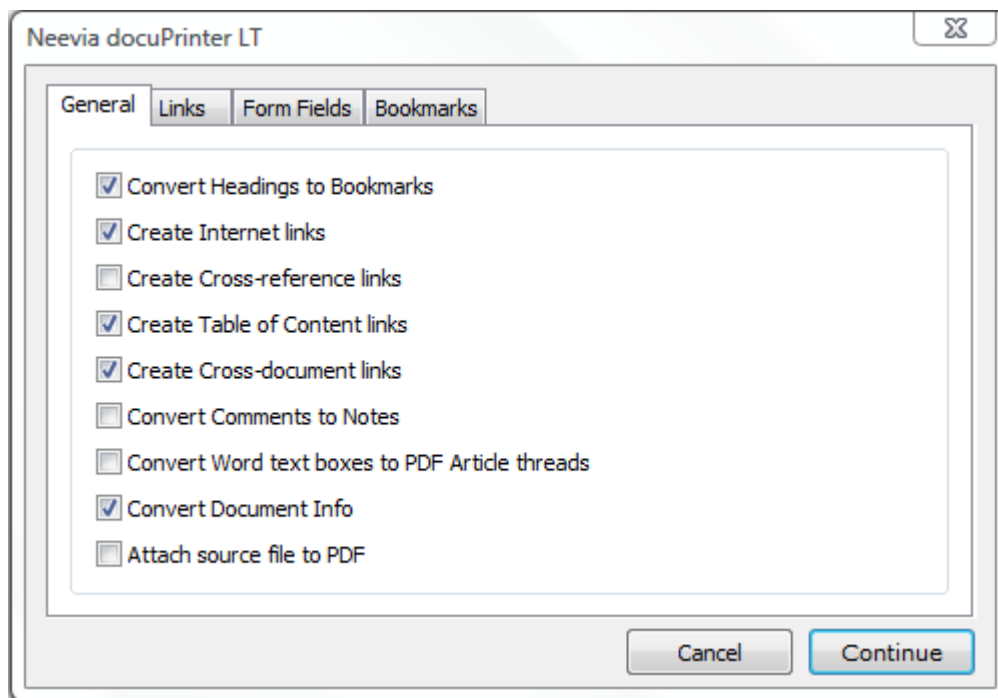 Neevia docuPrinter LT
General Links Form Fields Bookmarks
Convert Headings to Bookmarks
Create Internet links
Create Cross-reference links
Create Table of Content links
Create Cross-document links
Convert Comments to Notes
Convert Word text boxes to PDF Article threads
Convert Document Info
Attach source file to PDF
Cancel Continue